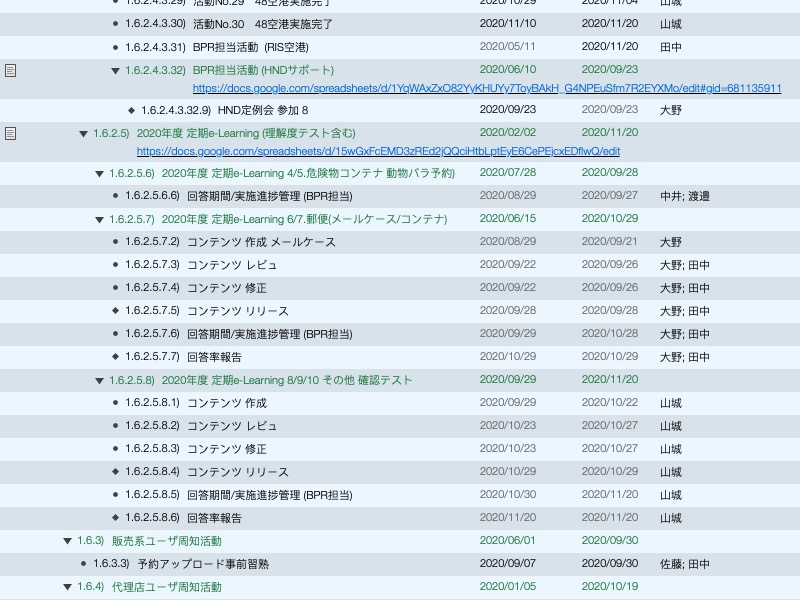 1.6.2.4.3.29) 活動No.29 48空港実施完了 2020/10/29 2020/11/04 山城
1.6.2.4.3.30) 活動No.30 48空港実施完了 2020/11/10 2020/11/20 山城
1.6.2.4.3.31) BPR担当活動 (RIS空港) 2020/05/11 2020/11/20 田中
1.6.2.4.3.32) BPR担当活動 (HNDサポート) 2020/06/10 2020/09/23
https://docs.google.com/spreadsheets/d/1YqWAxZxO82YyKHUYy7ToyBAkH_G4NPEuSfm7R2EYXMo/edit#gid=681135911
1.6.2.4.3.32.9) HND定例会 参加 8 2020/09/23 2020/09/23 大野
1.6.2.5) 2020年度 定期e-Learning (理解度テスト含む) 2020/02/02 2020/11/20
https://docs.google.com/spreadsheets/d/15wGxFcEMD3zREd2jQQciHtbLptEyE6CePEjcxEDflwQ/edit
1.6.2.5.6) 2020年度 定期e-Learning 4/5.危険物コンテナ 動物バラ予約) 2020/07/28 2020/09/28
1.6.2.5.6.6) 回答期間/実施進捗管理 (BPR担当) 2020/08/29 2020/09/27 中井; 渡邉
1.6.2.5.7) 2020年度 定期e-Learning 6/7.郵便(メールケース/コンテナ) 2020/06/15 2020/10/29
1.6.2.5.7.2) コンテンツ 作成 メールケース 2020/08/29 2020/09/21 大野
1.6.2.5.7.3) コンテンツ レビュ 2020/09/22 2020/09/26 大野; 田中
1.6.2.5.7.4) コンテンツ 修正 2020/09/22 2020/09/26 大野; 田中
1.6.2.5.7.5) コンテンツ リリース 2020/09/28 2020/09/28 大野; 田中
1.6.2.5.7.6) 回答期間/実施進捗管理 (BPR担当) 2020/09/29 2020/10/28 大野; 田中
1.6.2.5.7.7) 回答率報告 2020/10/29 2020/10/29 大野; 田中
1.6.2.5.8) 2020年度 定期e-Learning 8/9/10 その他 確認テスト 2020/09/29 2020/11/20
1.6.2.5.8.1) コンテンツ 作成 2020/09/29 2020/10/22 山城
1.6.2.5.8.2) コンテンツ レビュ 2020/10/23 2020/10/27 山城
1.6.2.5.8.3) コンテンツ 修正 2020/10/23 2020/10/27 山城
1.6.2.5.8.4) コンテンツ リリース 2020/10/29 2020/10/29 山城
1.6.2.5.8.5) 回答期間/実施進捗管理 (BPR担当) 2020/10/30 2020/11/20 山城
1.6.2.5.8.6) 回答率報告 2020/11/20 2020/11/20 山城
1.6.3) 販売系ユーザ周知活動 2020/06/01 2020/09/30
1.6.3.3) 予約アップロード事前習熟 2020/09/07 2020/09/30 佐藤; 田中
1.6.4) 代理店ユーザ周知活動 2020/01/05 2020/10/19